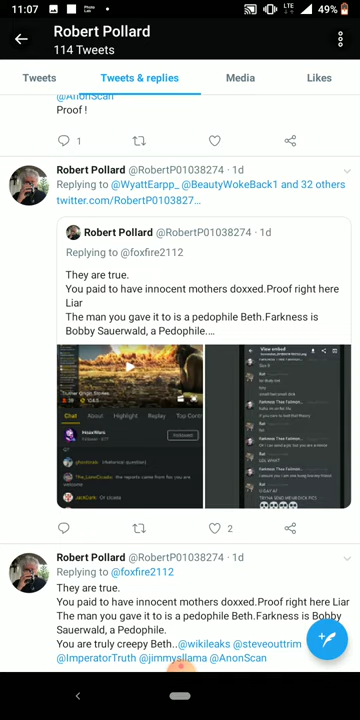 11:07
LTE
49%
Robert Pollard
114 Tweets
Tweets
Tweets & replies
Media
Likes
@AnonScan
Proof !
1
Robert Pollard @RobertP01038274 · 1d
Replying to @WyattEarpp_ @BeautyWokeBack1 and 32 others
twitter.com/RobertP0103827…
Robert Pollard @RobertP01038274 · 1d
Replying to @foxfire2112
They are true.
You paid to have innocent mothers doxxed.Proof right here
Liar
The man you gave it to is a pedophile Beth.Farkness is
Bobby Sauerwald, a Pedophile....
Chat
About
Highlight
Replay
Top Cont
HoaxWars
2
Robert Pollard @RobertP01038274 · 1d
Replying to @foxfire2112
They are true.
You paid to have innocent mothers doxxed.Proof right here Liar
The man you gave it to is a pedophile Beth.Farkness is Bobby
Sauerwald, a Pedophile.
You are truly creepy Beth..@wikileaks @steveouttrim
@ImperatorTruth @jimmysllama @AnonScan